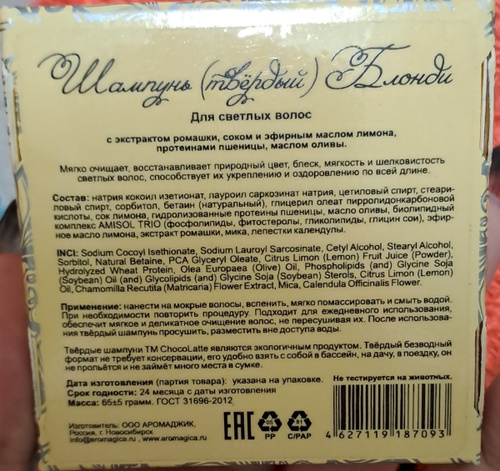 Шампунь (твёрдый) Блонди
Для светлых волос
с экстрактом ромашки, соком и эфирным маслом лимона,
протеинами пшеницы, маслом оливы.
Мягко очищает, восстанавливает природный цвет, блеск, мягкость и шелковистость
светлых волос, способствует их укреплению и оздоровлению по всей длине.
Состав: натрия кокоил изетионат, лауроил саркозинат натрия, цетиловый спирт, стеари-
ловый спирт, сорбитол, бетаин (натуральный), глицерил олеат пирролидонкарбоновой
кислоты, сок лимона, гидролизованные протеины пшеницы, масло оливы, биолипидный
комплекс AMISOL TRIO (фосфолипиды, фитостеролы, гликолипиды, глицин сои), эфир-
ное масло лимона, экстракт ромашки, мика, лепестки календулы.
INCI: Sodium Cocoyl Isethionate, Sodium Lauroyl Sarcosinate, Cetyl Alcohol, Stearyl Alcohol,
Sorbitol, Natural Betaine, PCA Glyceryl Oleate, Citrus Limon (Lemon) Fruit Juice (Powder),
Hydrolyzed Wheat Protein, Olea Europaea (Olive) Oil, Phospholipids (and) Glycine Soja
(Soybean) Oil (and) Glycolipids (and) Glycine Soja (Soybean) Sterols, Citrus Limon (Lemon)
Oil, Chamomilla Recutita (Matricana) Flower Extract, Mica, Calendula Officinalis Flower.
Применение: нанести на мокрые волосы, вспенить, мягко помассировать и смыть водой.
При необходимости повторить процедуру. Подходит для ежедневного использования,
обеспечит мягкое и деликатное очищение волос, не пересушивая их. После использова-
ния твёрдый шампунь просушить, разместить вне доступа воды.
Твёрдые шампуни ТМ ChocoLatte являются экологичным продуктом. Твёрдый безводный
формат не требует консервации, его удобно взять с собой в бассейн, на дачу, в поездку, он
не прольётся и не займёт много места в сумке.
Дата изготовления (партия товара): указана на упаковке.
Срок годности: 24 месяца с даты изготовления
Масса: 65±5 грамм. ГОСТ 31696-2012
Не тестируется на животных.
Изготовитель: ООО АРОМАДЖИК,
Россия, г. Новосибирск
info@aromagica.ru, www.aromagica.ru
EAC
05
PP
81
C/PAP
4 627119 187093